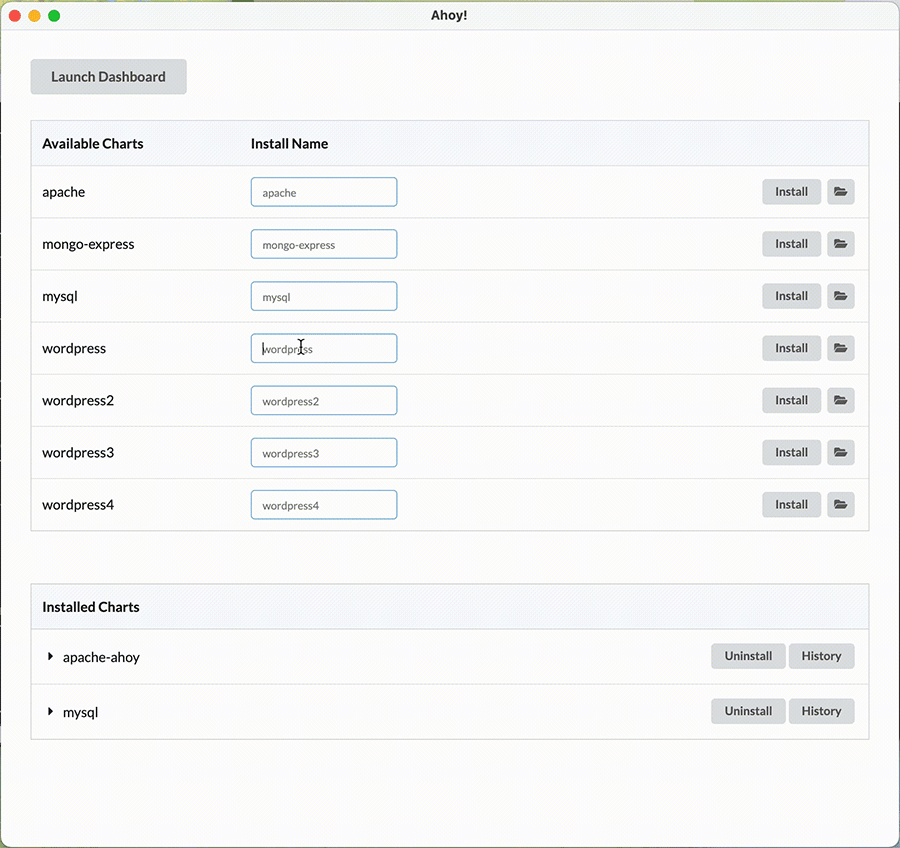 Ahoy!
Launch Dashboard
Available Charts Install Name
apache apache Install
mongo-express mongo-express Install
mysql mysql Install
wordpress wordpress Install
wordpress2 wordpress2 Install
wordpress3 wordpress3 Install
wordpress4 wordpress4 Install
Installed Charts
apache-ahoy Uninstall History
mysql Uninstall History